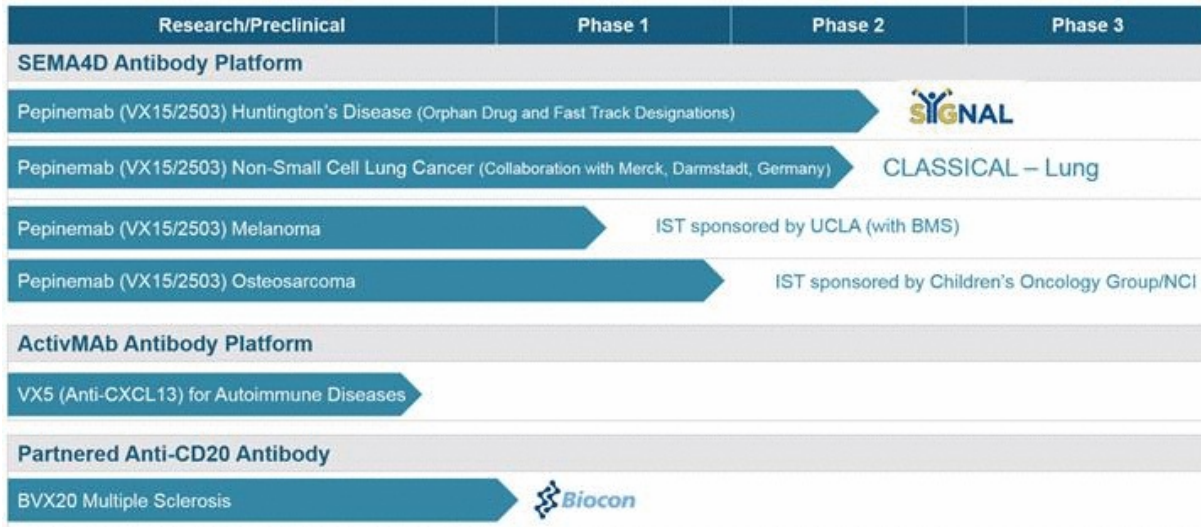 Research/Preclinical Phase 1 Phase 2 Phase 3
SEMA4D Antibody Platform
Pepinemab (VX15/2503) Huntington's Disease (Orphan Drug and Fast Track Designations) SIGNAL
Pepinemab (VX15/2503) Non-Small Cell Lung Cancer (Collaboration with Merck, Darmstadt, Germany) CLASSICAL – Lung
Pepinemab (VX15/2503) Melanoma IST sponsored by UCLA (with BMS)
Pepinemab (VX15/2503) Osteosarcoma IST sponsored by Children's Oncology Group/NCI
ActivMAb Antibody Platform
VX5 (Anti-CXCL13) for Autoimmune Diseases
Partnered Anti-CD20 Antibody
BVX20 Multiple Sclerosis Biocon